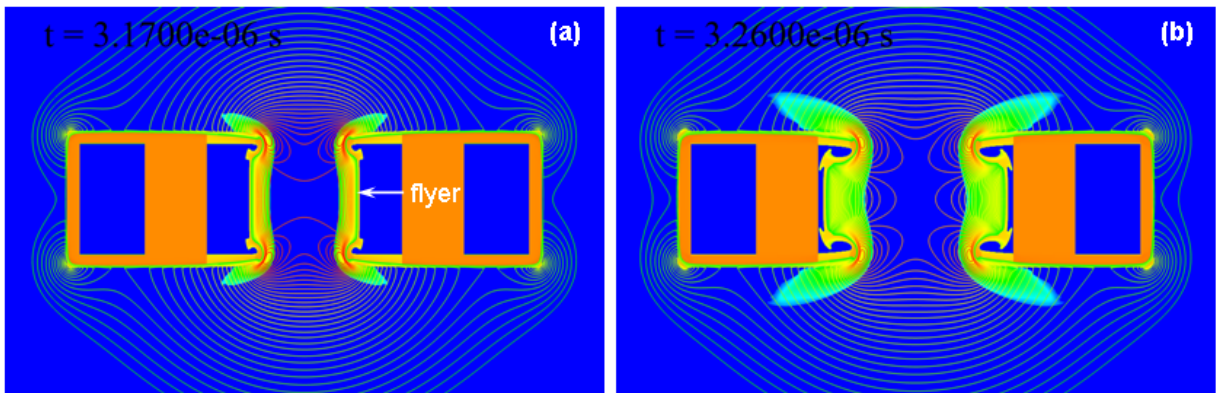 t = 3.1700e-06 s
(a)
flyer
t = 3.2600e-06 s
(b)